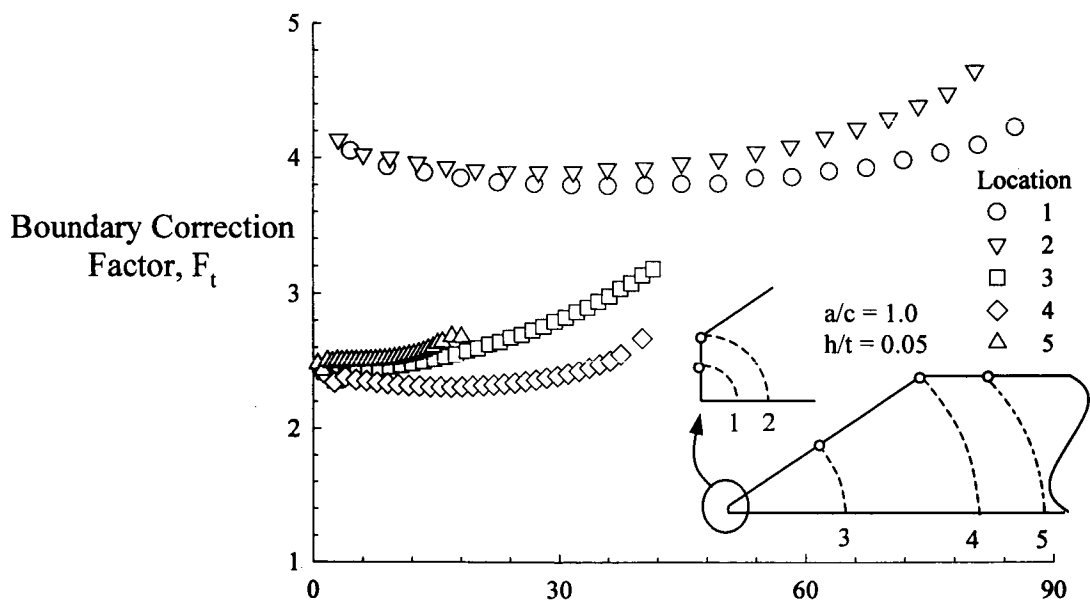 5
4
3
2
1
Boundary Correction
Factor, F_t
0
30
60
90
Location
1
2
3
4
5
a/c = 1.0
h/t = 0.05
1 2
3 4 5